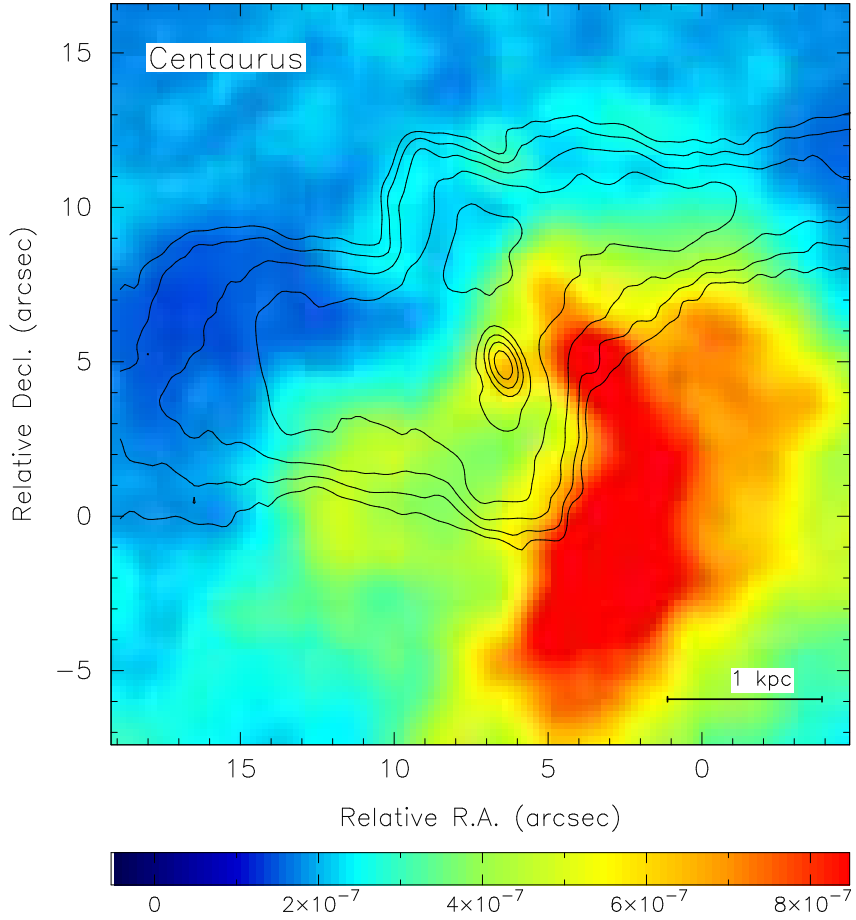 Centaurus
15
10
5
0
−5
Relative Decl. (arcsec)
1 kpc
15 10 5 0
Relative R.A. (arcsec)
0 2×10⁻⁷ 4×10⁻⁷ 6×10⁻⁷ 8×10⁻⁷